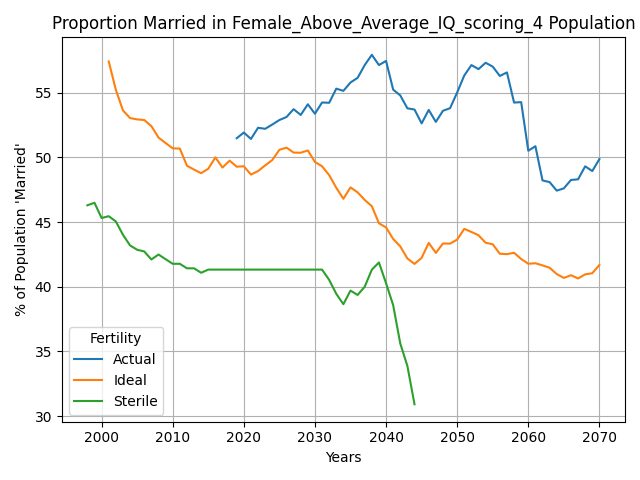 Proportion Married in Female_Above_Average_IQ_scoring_4 Population
% of Population 'Married'
55
50
45
40
35
30
Fertility
Actual
Ideal
Sterile
2000 2010 2020 2030 2040 2050 2060 2070
Years